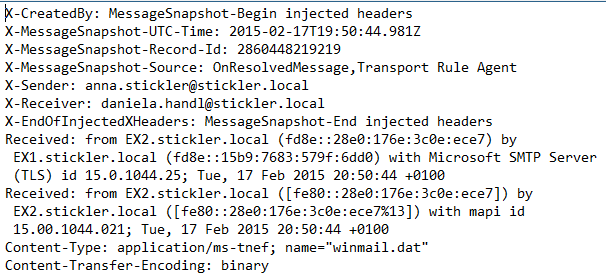 X-CreatedBy: MessageSnapshot-Begin injected headers
X-MessageSnapshot-UTC-Time: 2015-02-17T19:50:44.981Z
X-MessageSnapshot-Record-Id: 2860448219219
X-MessageSnapshot-Source: OnResolvedMessage,Transport Rule Agent
X-Sender: anna.stickler@stickler.local
X-Receiver: daniela.handl@stickler.local
X-EndOfInjectedXHeaders: MessageSnapshot-End injected headers
Received: from EX2.stickler.local (fd8e::28e0:176e:3c0e:ece7) by
 EX1.stickler.local (fd8e::15b9:7683:579f:6dd0) with Microsoft SMTP Server
 (TLS) id 15.0.1044.25; Tue, 17 Feb 2015 20:50:44 +0100
Received: from EX2.stickler.local ([fe80::28e0:176e:3c0e:ece7]) by
 EX2.stickler.local ([fe80::28e0:176e:3c0e:ece7%13]) with mapi id
 15.00.1044.021; Tue, 17 Feb 2015 20:50:44 +0100
Content-Type: application/ms-tnef; name="winmail.dat"
Content-Transfer-Encoding: binary